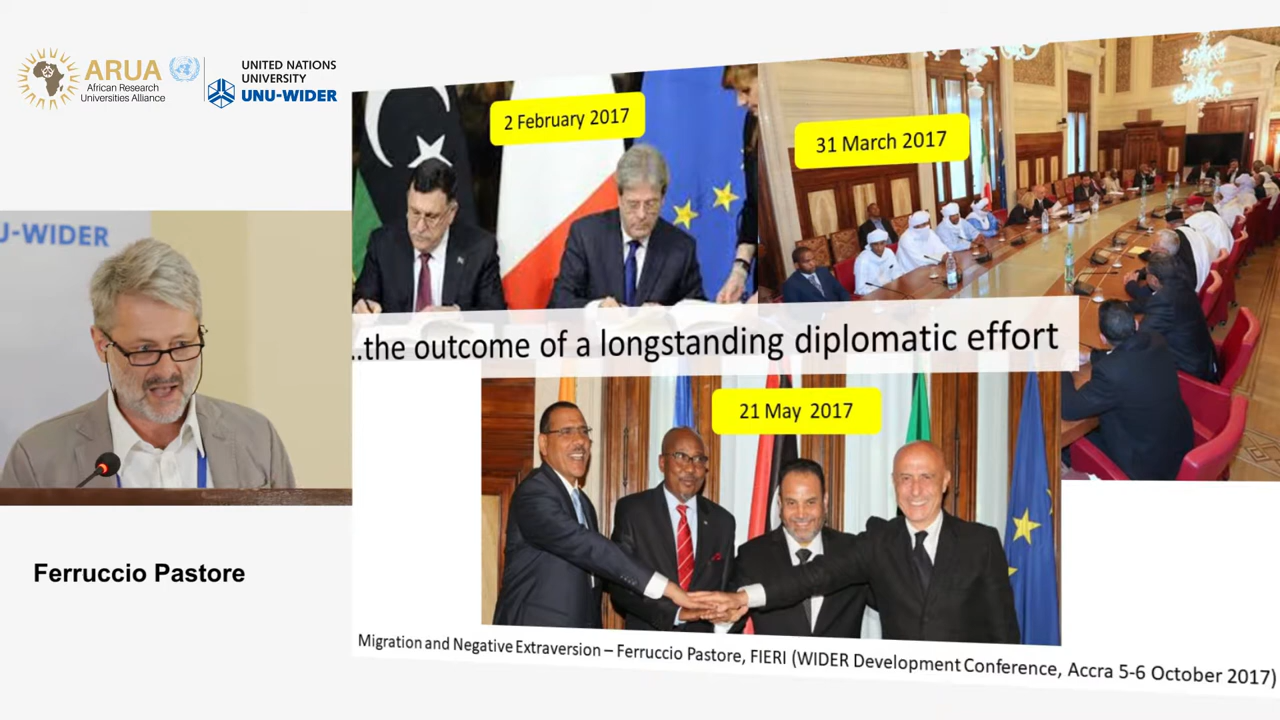 ARUA
African Research
Universities Alliance
UNITED NATIONS
UNIVERSITY
UNU-WIDER
2 February 2017
31 March 2017
J-WIDER
..the outcome of a longstanding diplomatic effort
21 May 2017
Ferruccio Pastore
Migration and Negative Extraversion – Ferruccio Pastore, FIERI (WIDER Development Conference, Accra 5-6 October 2017)